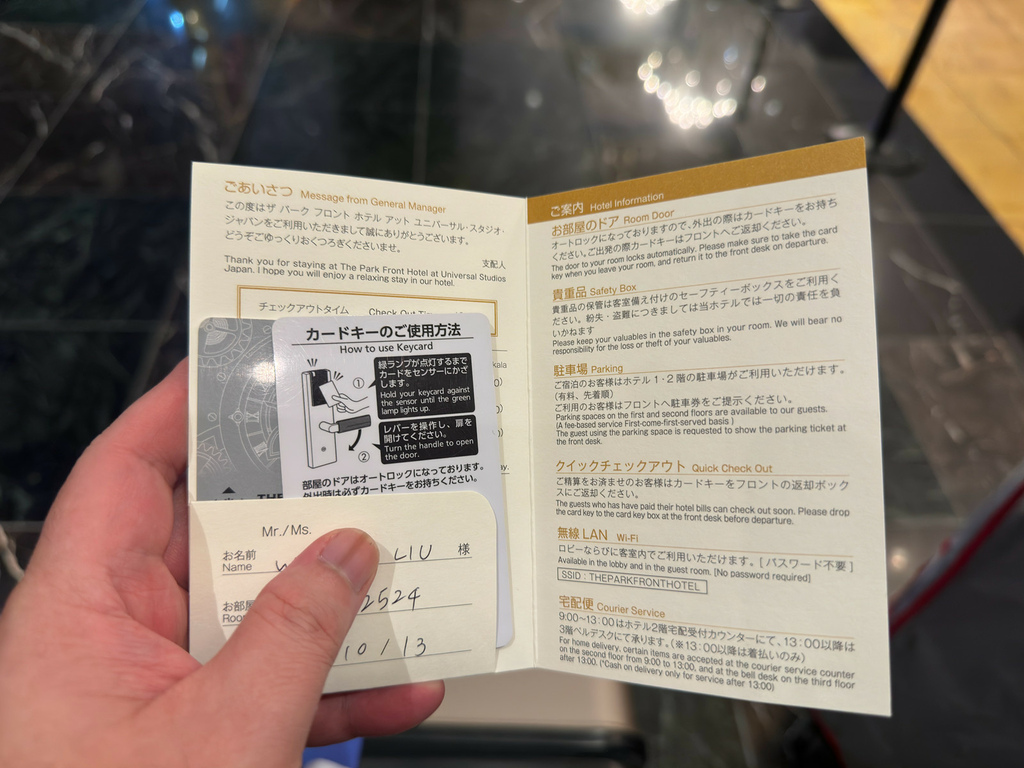 ごあいさつ Message from General Manager
この度はザ パーク フロント ホテル アット ユニバーサル・スタジオ・
ジャパンをご利用いただきまして誠にありがとうございます。
どうぞごゆっくりおくつろぎくださいませ。
支配人
Thank you for staying at The Park Front Hotel at Universal Studios
Japan. I hope you will enjoy a relaxing stay in our hotel.
チェックアウトタイム Check Out
カードキーのご使用方法
How to use Keycard
①
緑ランプが点灯するまで
カードをセンサーにかざ
します。
Hold your keycard against
the sensor until the green
lamp lights up.
②
レバーを操作し、扉を
開けてください。
Turn the handle to open
the door.
部屋のドアはオートロックになっております。
外出時は必ずカードキーをお持ちください。
Mr./Ms.
お名前
Name LIU 様
お部屋
2524
10/13
ご案内 Hotel Information
お部屋のドア Room Door
オートロックになっておりますので、外出の際はカードキーをお持ち
ください。ご出発の際カードキーはフロントへご返却ください。
The door to your room locks automatically. Please make sure to take the card
key when you leave your room, and return it to the front desk on departure.
貴重品 Safety Box
貴重品の保管は客室備え付けのセーフティーボックスをご利用く
ださい。紛失・盗難につきましては当ホテルでは一切の責任を負
いかねます
Please keep your valuables in the safety box in your room. We will bear no
responsibility for the loss or theft of your valuables.
駐車場 Parking
ご宿泊のお客様はホテル1・2階の駐車場がご利用いただけます。
(有料、先着順)
ご利用のお客様はフロントへ駐車券をご提示ください。
Parking spaces on the first and second floors are available to our guests.
(A fee-based service First-come-first-served basis )
The guest using the parking space is requested to show the parking ticket at
the front desk.
クイックチェックアウト Quick Check Out
ご精算をお済ませのお客様はカードキーをフロントの返却ボック
スにご返却ください。
The guests who have paid their hotel bills can check out soon. Please drop
the card key to the card key box at the front desk before departure.
無線 LAN Wi-Fi
ロビーならびに客室内でご利用いただけます。[ パスワード不要 ]
Available in the lobby and in the guest room. [No password required]
SSID : THEPARKFRONTHOTEL
宅配便 Courier Service
9:00~13:00はホテル2階宅配受付カウンターにて、13:00以降は
3階ベルデスクにて承ります。(※13:00以降は着払いのみ)
For home delivery, certain items are accepted at the courier service counter
on the second floor from 9:00 to 13:00, and at the bell desk on the third floor
after 13:00. (*Cash on delivery only for service after 13:00)